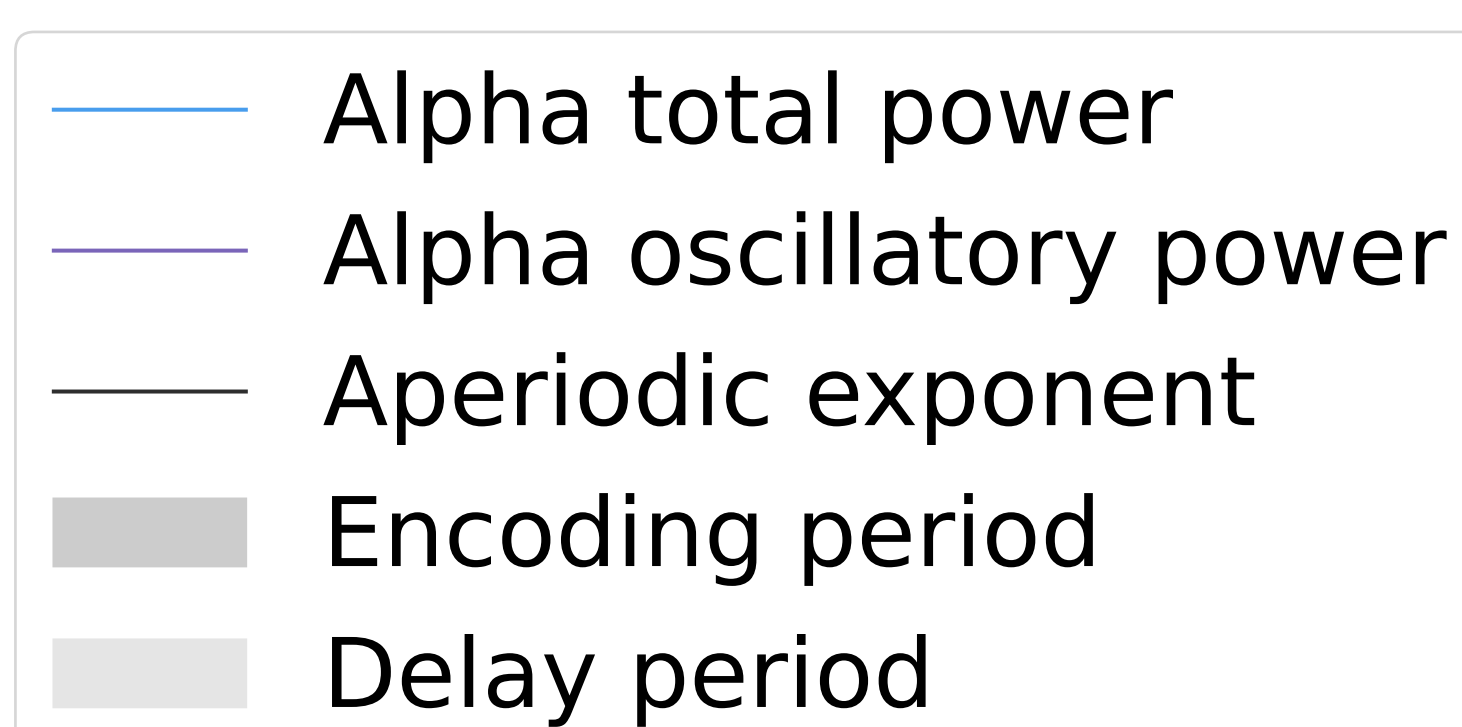 Alpha total power
Alpha oscillatory power
Aperiodic exponent
Encoding period
Delay period